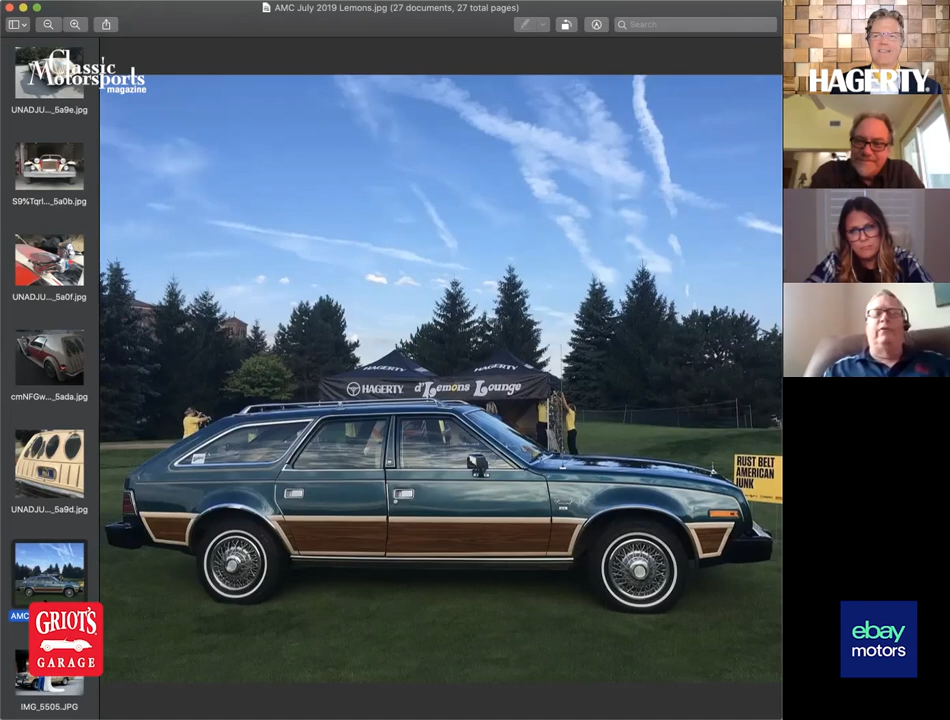 AMC July 2019 Lemons.jpg (27 documents, 27 total pages)
Search
Classic
Motorsports
magazine
UNADJU..._5a9e.jpg
S9%TqrI..._5a0b.jpg
UNADJU..._5a0f.jpg
cmNFGw..._5ada.jpg
UNADJU..._5a9d.jpg
AMC
GRIOT'S
GARAGE
IMG_5505.JPG
HAGERTY
HAGERTY
HAGERTY d'Lemons Lounge
RUST BELT
AMERICAN
JUNK
HAGERTY
ebay
motors